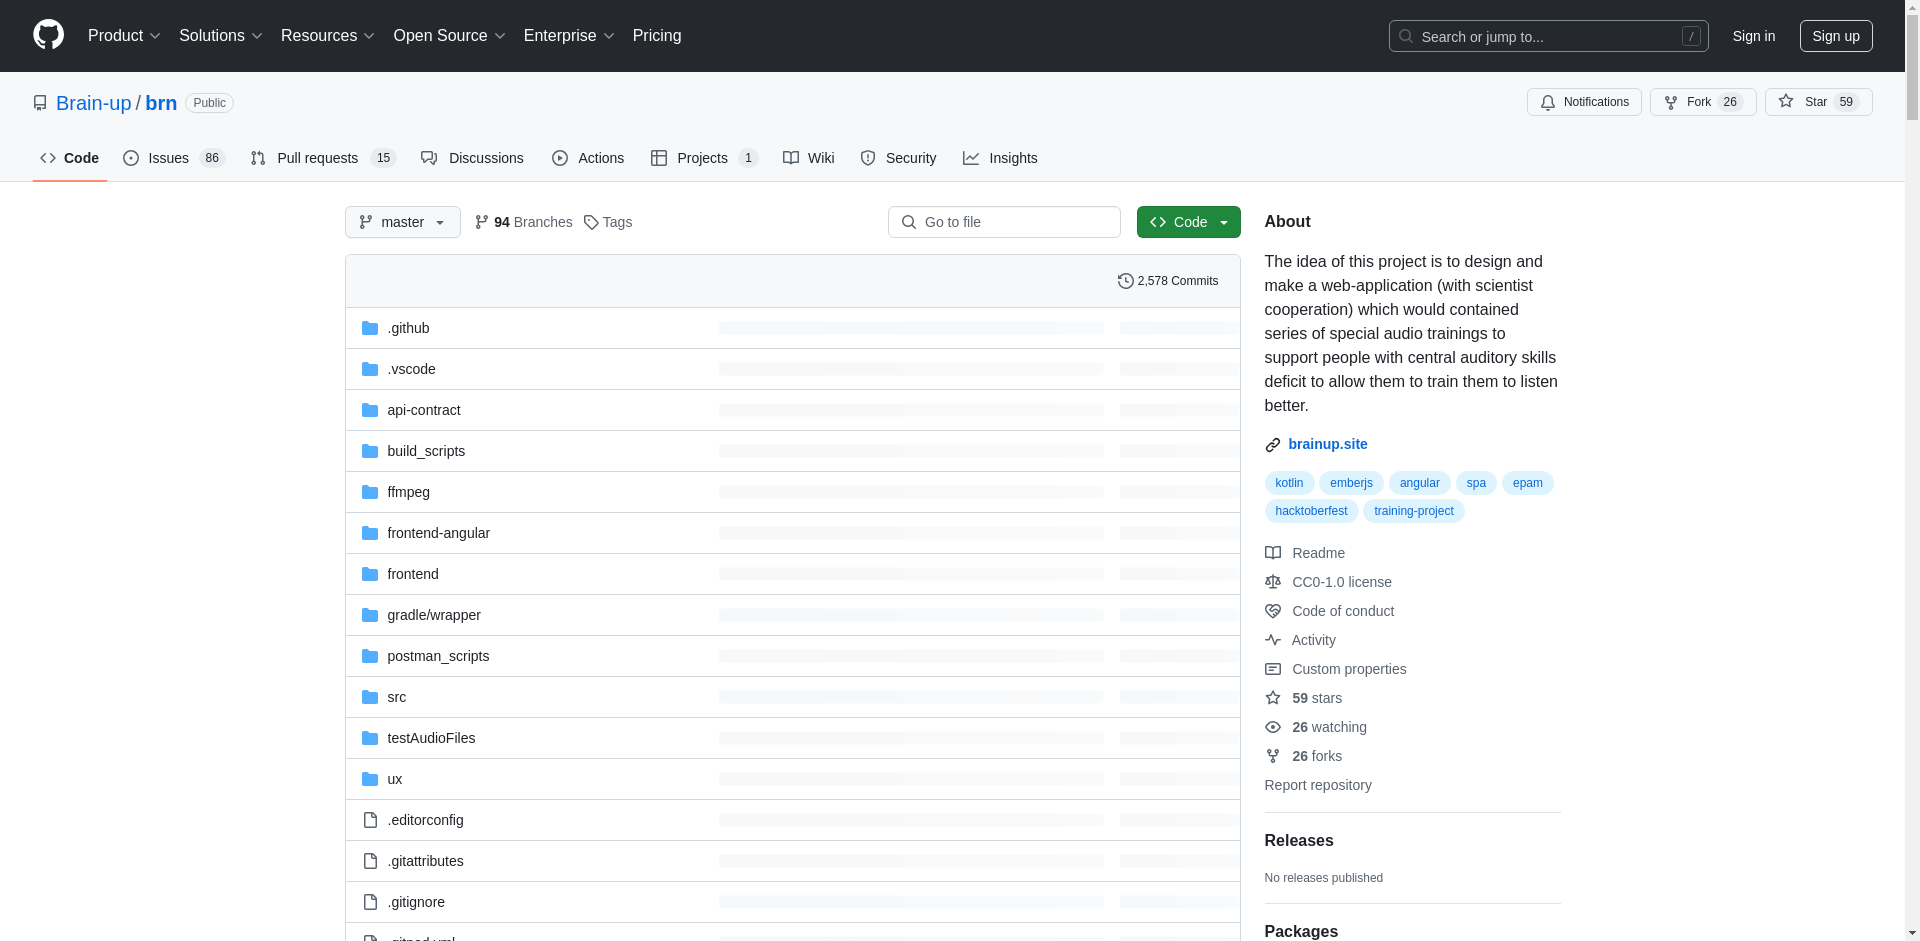 Product Solutions Resources Open Source Enterprise Pricing Search or jump to... / Sign in Sign up
Brain-up / brn Public Notifications Fork 26 Star 59
Code Issues 86 Pull requests 15 Discussions Actions Projects 1 Wiki Security Insights
master 94 Branches Tags Go to file Code
2,578 Commits
.github
.vscode
api-contract
build_scripts
ffmpeg
frontend-angular
frontend
gradle/wrapper
postman_scripts
src
testAudioFiles
ux
.editorconfig
.gitattributes
.gitignore
.gitpod.yml
About
The idea of this project is to design and
make a web-application (with scientist
cooperation) which would contained
series of special audio trainings to
support people with central auditory skills
deficit to allow them to train them to listen
better.
brainup.site
kotlin emberjs angular spa epam
hacktoberfest training-project
Readme
CC0-1.0 license
Code of conduct
Activity
Custom properties
59 stars
26 watching
26 forks
Report repository
Releases
No releases published
Packages